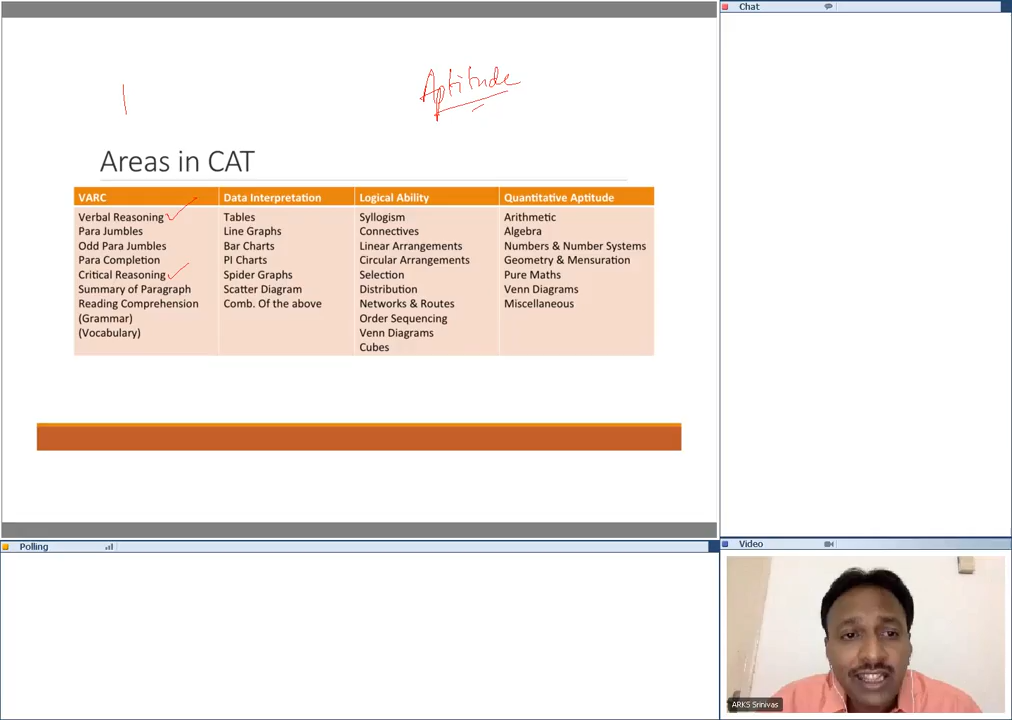 Chat
Aptitude
Areas in CAT
VARC
Verbal Reasoning
Para Jumbles
Odd Para Jumbles
Para Completion
Critical Reasoning
Summary of Paragraph
Reading Comprehension
(Grammar)
(Vocabulary)
Data Interpretation
Tables
Line Graphs
Bar Charts
PI Charts
Spider Graphs
Scatter Diagram
Comb. Of the above
Logical Ability
Syllogism
Connectives
Linear Arrangements
Circular Arrangements
Selection
Distribution
Networks & Routes
Order Sequencing
Venn Diagrams
Cubes
Quantitative Aptitude
Arithmetic
Algebra
Numbers & Number Systems
Geometry & Mensuration
Pure Maths
Venn Diagrams
Miscellaneous
Polling
Video
ARKS Srinivas